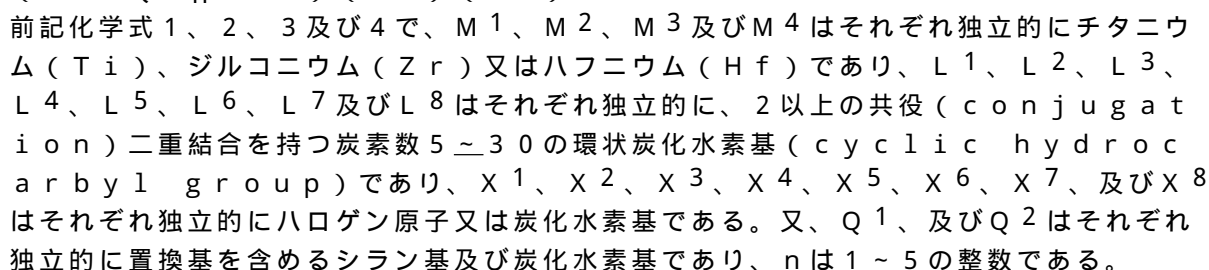 前記化学式１、２、３及び４で、Ｍ１、Ｍ２、Ｍ３及びＭ４はそれぞれ独立的にチタニウ
ム（Ｔｉ）、ジルコニウム（Ｚｒ）又はハフニウム（Ｈｆ）であり、Ｌ１、Ｌ２、Ｌ３、
Ｌ４、Ｌ５、Ｌ６、Ｌ７及びＬ８はそれぞれ独立的に、２以上の共役（ｃｏｎｊｕｇａｔ
ｉｏｎ）二重結合を持つ炭素数５～３０の環状炭化水素基（ｃｙｃｌｉｃ　ｈｙｄｒｏｃ
ａｒｂｙｌ　ｇｒｏｕｐ）であり、Ｘ１、Ｘ２、Ｘ３、Ｘ４、Ｘ５、Ｘ６、Ｘ７、及びＸ８
はそれぞれ独立的にハロゲン原子又は炭化水素基である。又、Ｑ１、及びＱ２はそれぞれ
独立的に置換基を含めるシラン基及び炭化水素基であり、ｎは１～５の整数である。